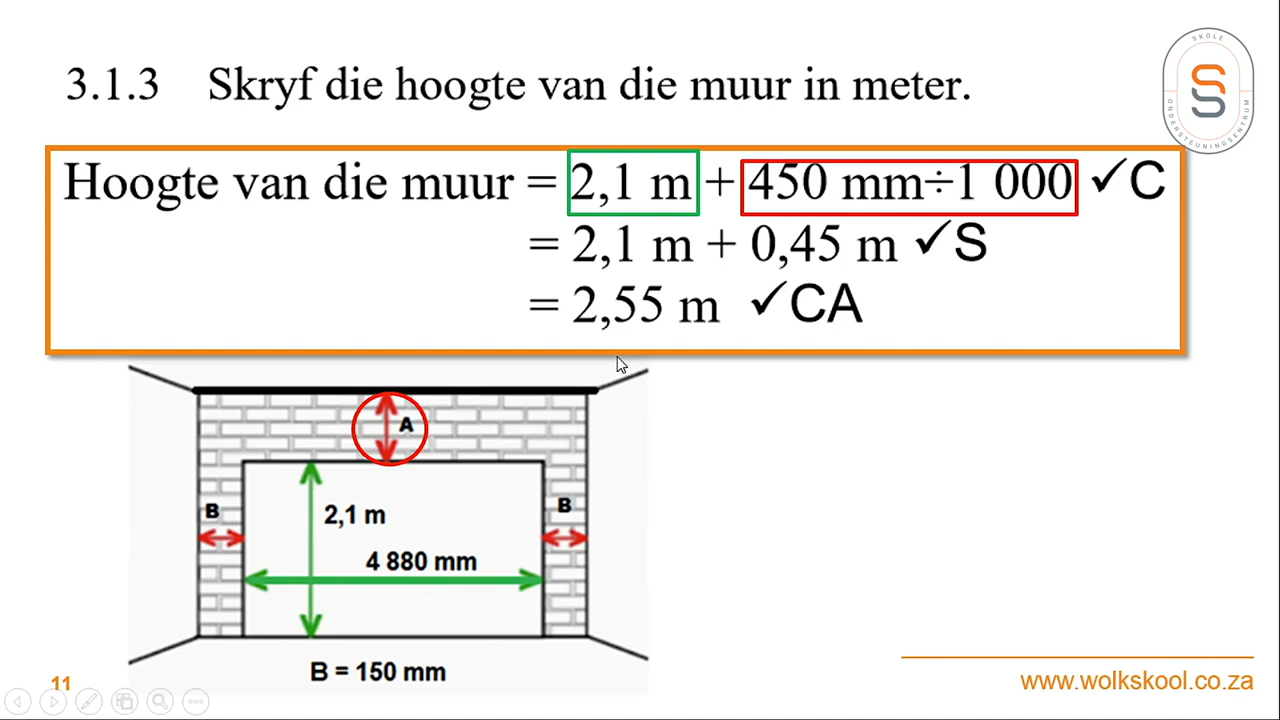 3.1.3 Skryf die hoogte van die muur in meter.
SKOLE
ONDERSTEUNINGSENTRUM
Hoogte van die muur = 2,1 m + 450 mm÷1 000 ✓C
= 2,1 m + 0,45 m ✓S
= 2,55 m ✓CA
A
B
B
2,1 m
4 880 mm
B = 150 mm
11
www.wolkskool.co.za